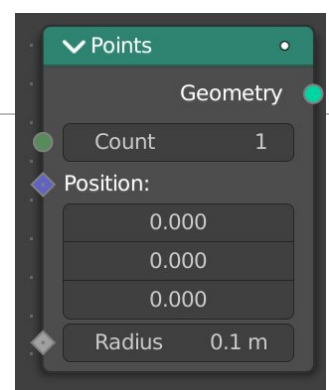 Points
Geometry
Count 1
Position:
0.000
0.000
0.000
Radius 0.1 m